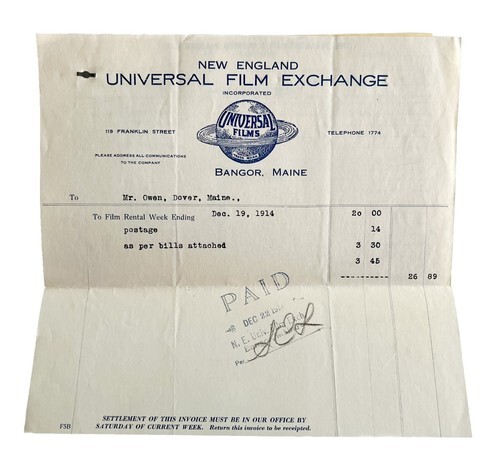 NEW ENGLAND
UNIVERSAL FILM EXCHANGE
INCORPORATED
119 FRANKLIN STREET
UNIVERSAL
FILMS
TELEPHONE 1774
PLEASE ADDRESS ALL COMMUNICATIONS
TO THE COMPANY
BANGOR, MAINE
To Mr. Owen, Dover, Maine.,
To Film Rental Week Ending Dec. 19, 1914 20 00
postage 14
as per bills attached 3 30
3 45
26 89
PAID
DEC 22
N. E. Univ.
Per
SETTLEMENT OF THIS INVOICE MUST BE IN OUR OFFICE BY
FSB SATURDAY OF CURRENT WEEK. Return this invoice to be receipted.